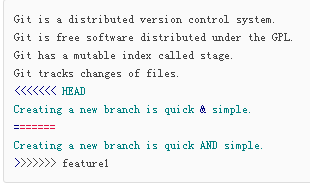 Git is a distributed version control system.
Git is free software distributed under the GPL.
Git has a mutable index called stage.
Git tracks changes of files.
<<<<<<< HEAD
Creating a new branch is quick & simple.
=======
Creating a new branch is quick AND simple.
>>>>>>> feature1